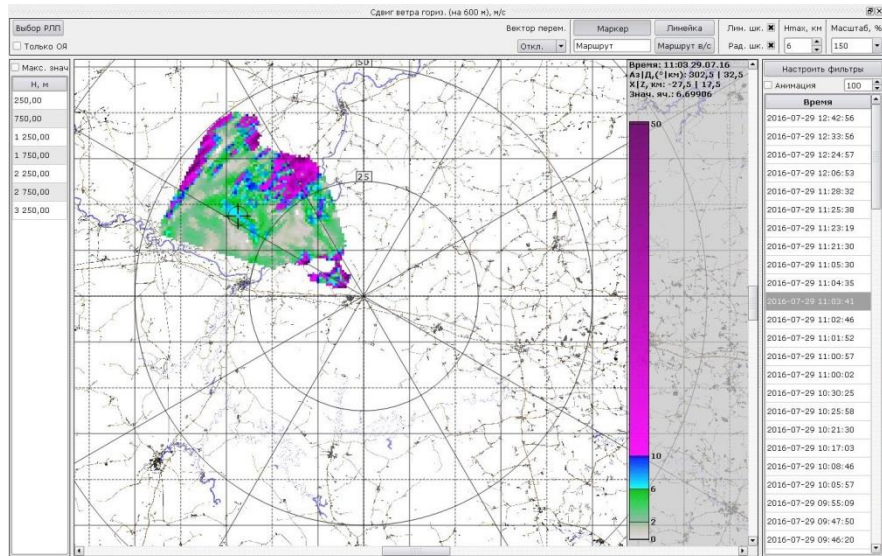 Сдвиг ветра гориз. (на 600 м), м/с
Выбор РЛП
Только ОЯ
Вектор перем.
Откл.
Маркер
Линейка
Маршрут
Маршрут в/с
Лин. шк.
Рад. шк.
Hmax, км
6
Масштаб, %
150
Макс. знач
Н, м
250,00
750,00
1 250,00
1 750,00
2 250,00
2 750,00
3 250,00
50
25
Время: 11:03 29.07.16
Аз|Д,(°|км): 302,5 | 32,5
X|Z, км: -27,5 | 17,5
Знач. яч.: 6.69906
50
10
6
2
0
Настроить фильтры
Анимация
100
Время
2016-07-29 12:42:56
2016-07-29 12:33:56
2016-07-29 12:24:57
2016-07-29 12:06:53
2016-07-29 11:28:32
2016-07-29 11:25:38
2016-07-29 11:23:19
2016-07-29 11:21:30
2016-07-29 11:05:30
2016-07-29 11:04:35
2016-07-29 11:03:41
2016-07-29 11:02:46
2016-07-29 11:01:52
2016-07-29 11:00:57
2016-07-29 11:00:02
2016-07-29 10:30:25
2016-07-29 10:25:58
2016-07-29 10:21:30
2016-07-29 10:17:03
2016-07-29 10:08:46
2016-07-29 10:05:57
2016-07-29 09:55:09
2016-07-29 09:47:50
2016-07-29 09:46:20